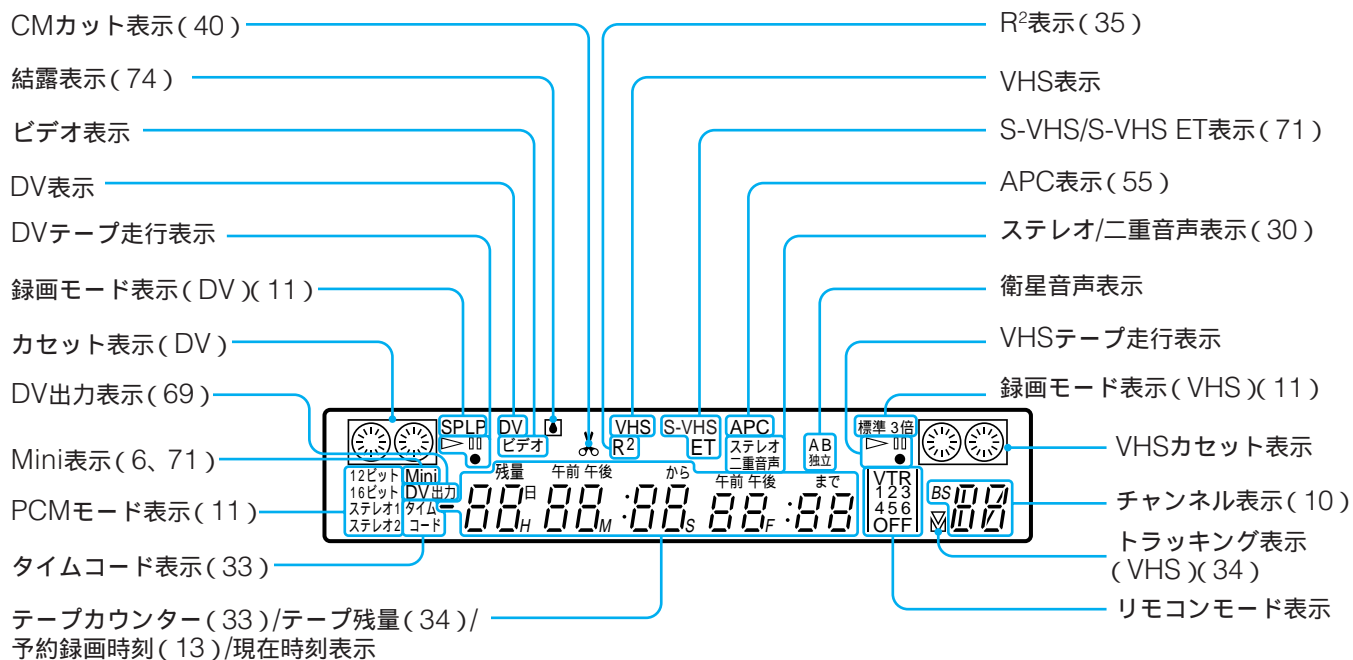 CMカット表示(40)
結露表示(74)
ビデオ表示
DV表示
DVテープ走行表示
録画モード表示(DV)(11)
カセット表示(DV)
DV出力表示(69)
Mini表示(6、71)
PCMモード表示(11)
タイムコード表示(33)
テープカウンター(33)/テープ残量(34)/
予約録画時刻(13)/現在時刻表示
R²表示(35)
VHS表示
S-VHS/S-VHS ET表示(71)
APC表示(55)
ステレオ/二重音声表示(30)
衛星音声表示
VHSテープ走行表示
録画モード表示(VHS)(11)
VHSカセット表示
チャンネル表示(10)
トラッキング表示
(VHS)(34)
リモコンモード表示
SPLP DV VHS S-VHS APC 標準 3倍
ビデオ R² ET ステレオ AB
二重音声 独立
12ビット Mini 残量 午前 午後 から 午前 午後 まで VTR
16ビット DV出力 日 123 BS
ステレオ1 タイム 456
ステレオ2 コード -88H 88M :88S 88F :88 OFF 88